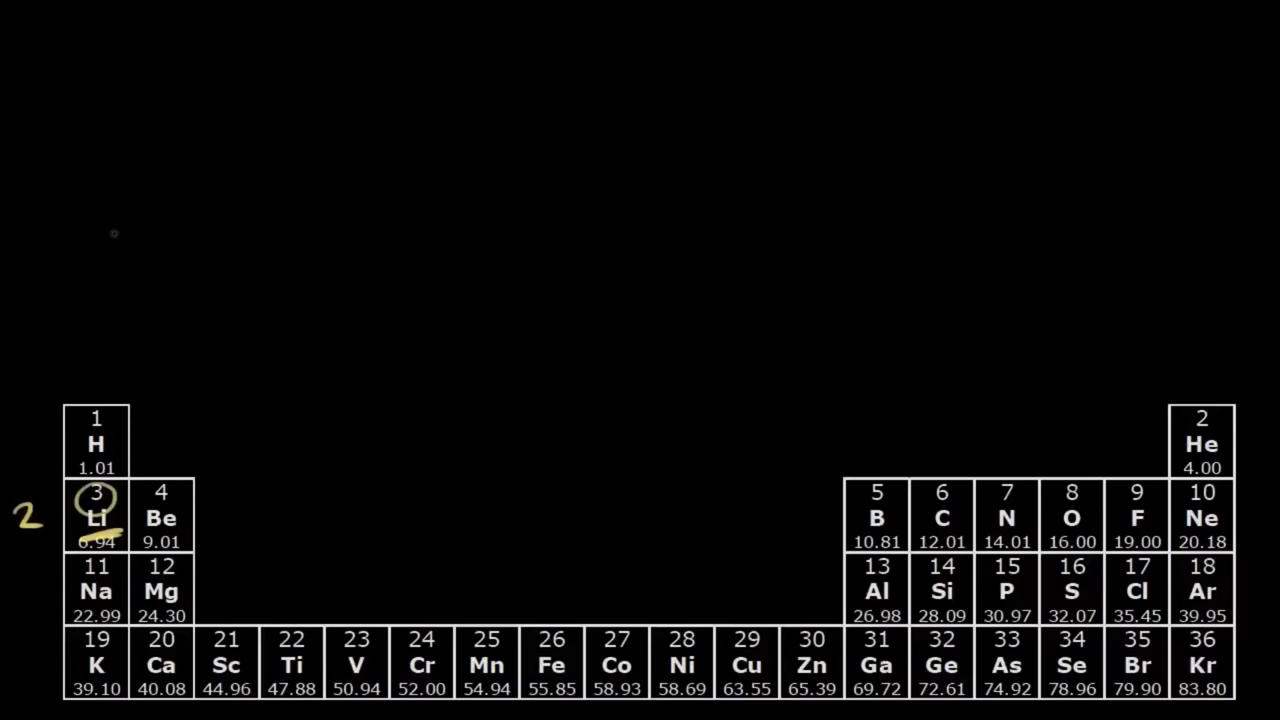 1 2
H He
1.01 4.00
2 3 4 5 6 7 8 9 10
Li Be B C N O F Ne
6.94 9.01 10.81 12.01 14.01 16.00 19.00 20.18
11 12 13 14 15 16 17 18
Na Mg Al Si P S Cl Ar
22.99 24.30 26.98 28.09 30.97 32.07 35.45 39.95
19 20 21 22 23 24 25 26 27 28 29 30 31 32 33 34 35 36
K Ca Sc Ti V Cr Mn Fe Co Ni Cu Zn Ga Ge As Se Br Kr
39.10 40.08 44.96 47.88 50.94 52.00 54.94 55.85 58.93 58.69 63.55 65.39 69.72 72.61 74.92 78.96 79.90 83.80